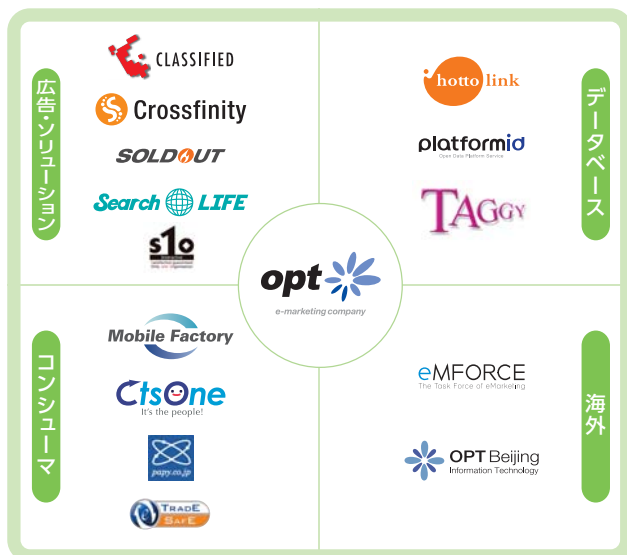 広告・ソリューション
CLASSIFIED
Crossfinity
SOLDOUT
Search LIFE
s1o
interactive
データベース
hotto link
platformid
Open Data Platform Service
TAGGY
opt
e-marketing company
コンシューマ
Mobile Factory
CtsOne
It's the people!
papy.co.jp
TRADE
SAFE
海外
eMFORCE
The Task Force of eMarketing
OPT Beijing
Information Technology